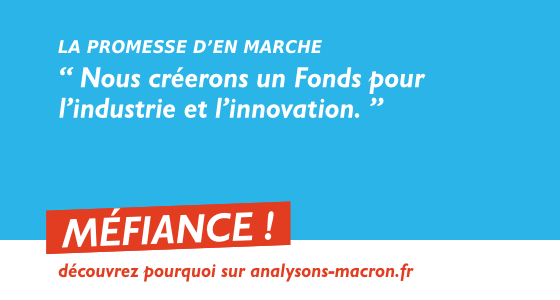 LA PROMESSE D’EN MARCHE
“ Nous créerons un Fonds pour
l’industrie et l’innovation. ”
MÉFIANCE !
découvrez pourquoi sur analysons-macron.fr